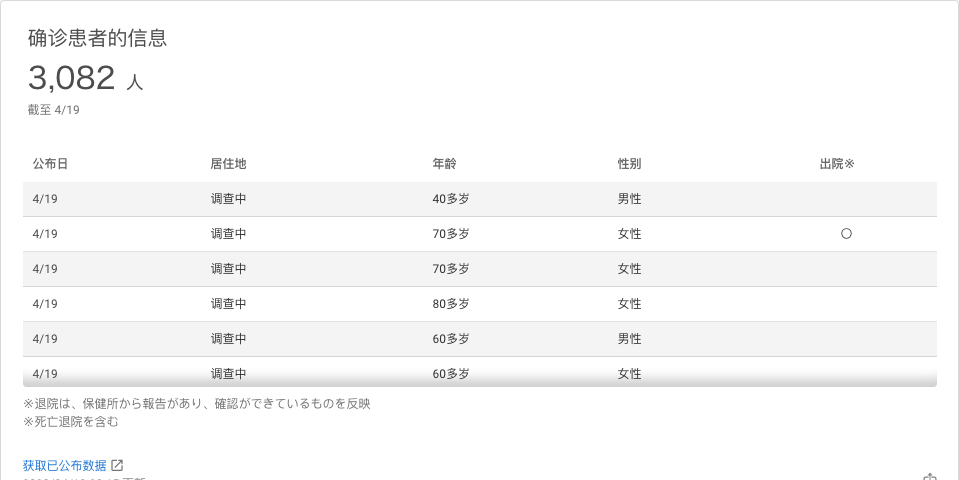 确诊患者的信息
3,082 人
截至 4/19
公布日 居住地 年龄 性别 出院※
4/19 调查中 40多岁 男性
4/19 调查中 70多岁 女性 〇
4/19 调查中 70多岁 女性
4/19 调查中 80多岁 女性
4/19 调查中 60多岁 男性
4/19 调查中 60多岁 女性
※退院は、保健所から報告があり、確認ができているものを反映
※死亡退院を含む
获取已公布数据